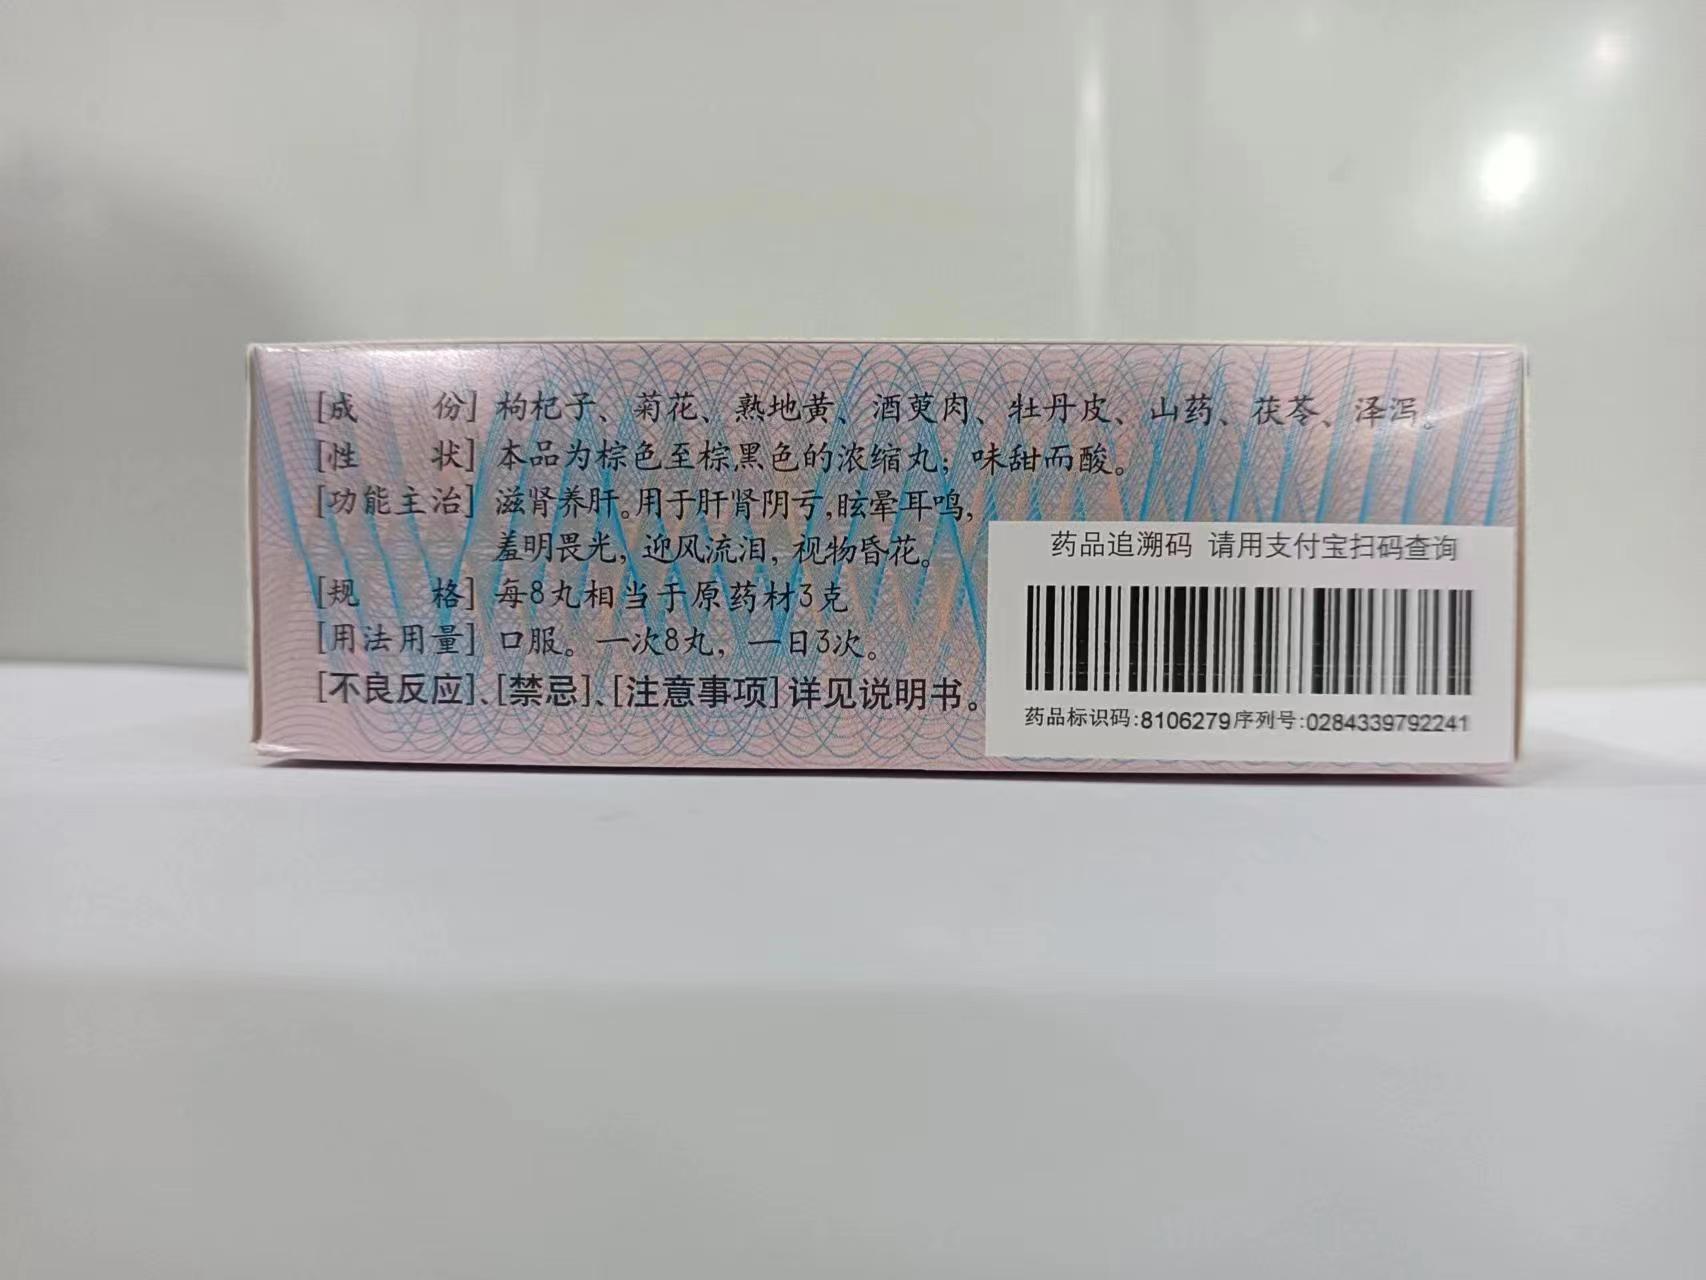 [成份] 枸杞子、菊花、熟地黄、酒萸肉、牡丹皮、山药、茯苓、泽泻。
[性状] 本品为棕色至棕黑色的浓缩丸；味甜而酸。
[功能主治] 滋肾养肝。用于肝肾阴亏，眩晕耳鸣，
羞明畏光，迎风流泪，视物昏花。
[规格] 每8丸相当于原药材3克
[用法用量] 口服。一次8丸，一日3次。
[不良反应]、[禁忌]、[注意事项]详见说明书。
药品追溯码 请用支付宝扫码查询
药品标识码:8106279序列号:0284339792241